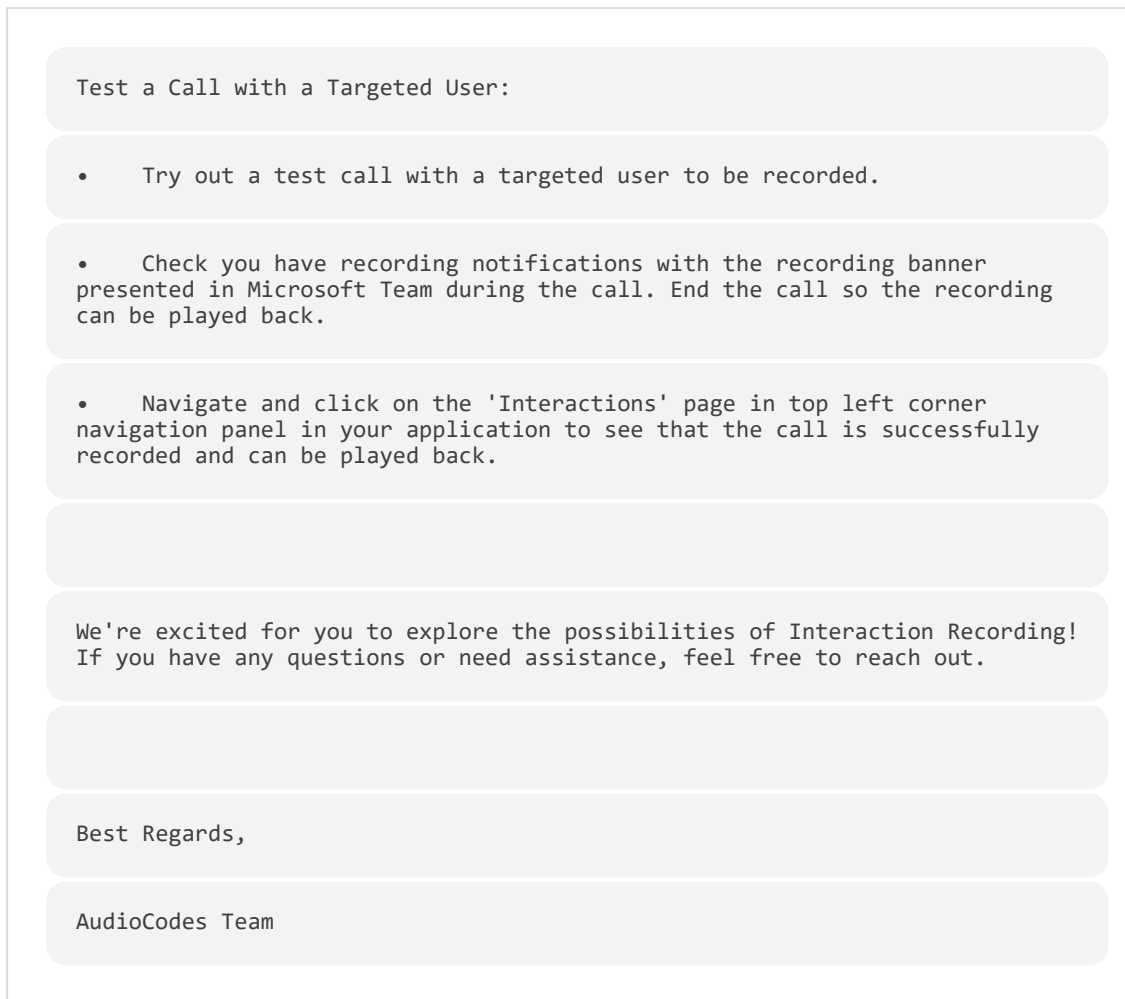 Test a Call with a Targeted User:
• Try out a test call with a targeted user to be recorded.
• Check you have recording notifications with the recording banner
presented in Microsoft Team during the call. End the call so the recording
can be played back.
• Navigate and click on the 'Interactions' page in top left corner
navigation panel in your application to see that the call is successfully
recorded and can be played back.
We're excited for you to explore the possibilities of Interaction Recording!
If you have any questions or need assistance, feel free to reach out.
Best Regards,
AudioCodes Team